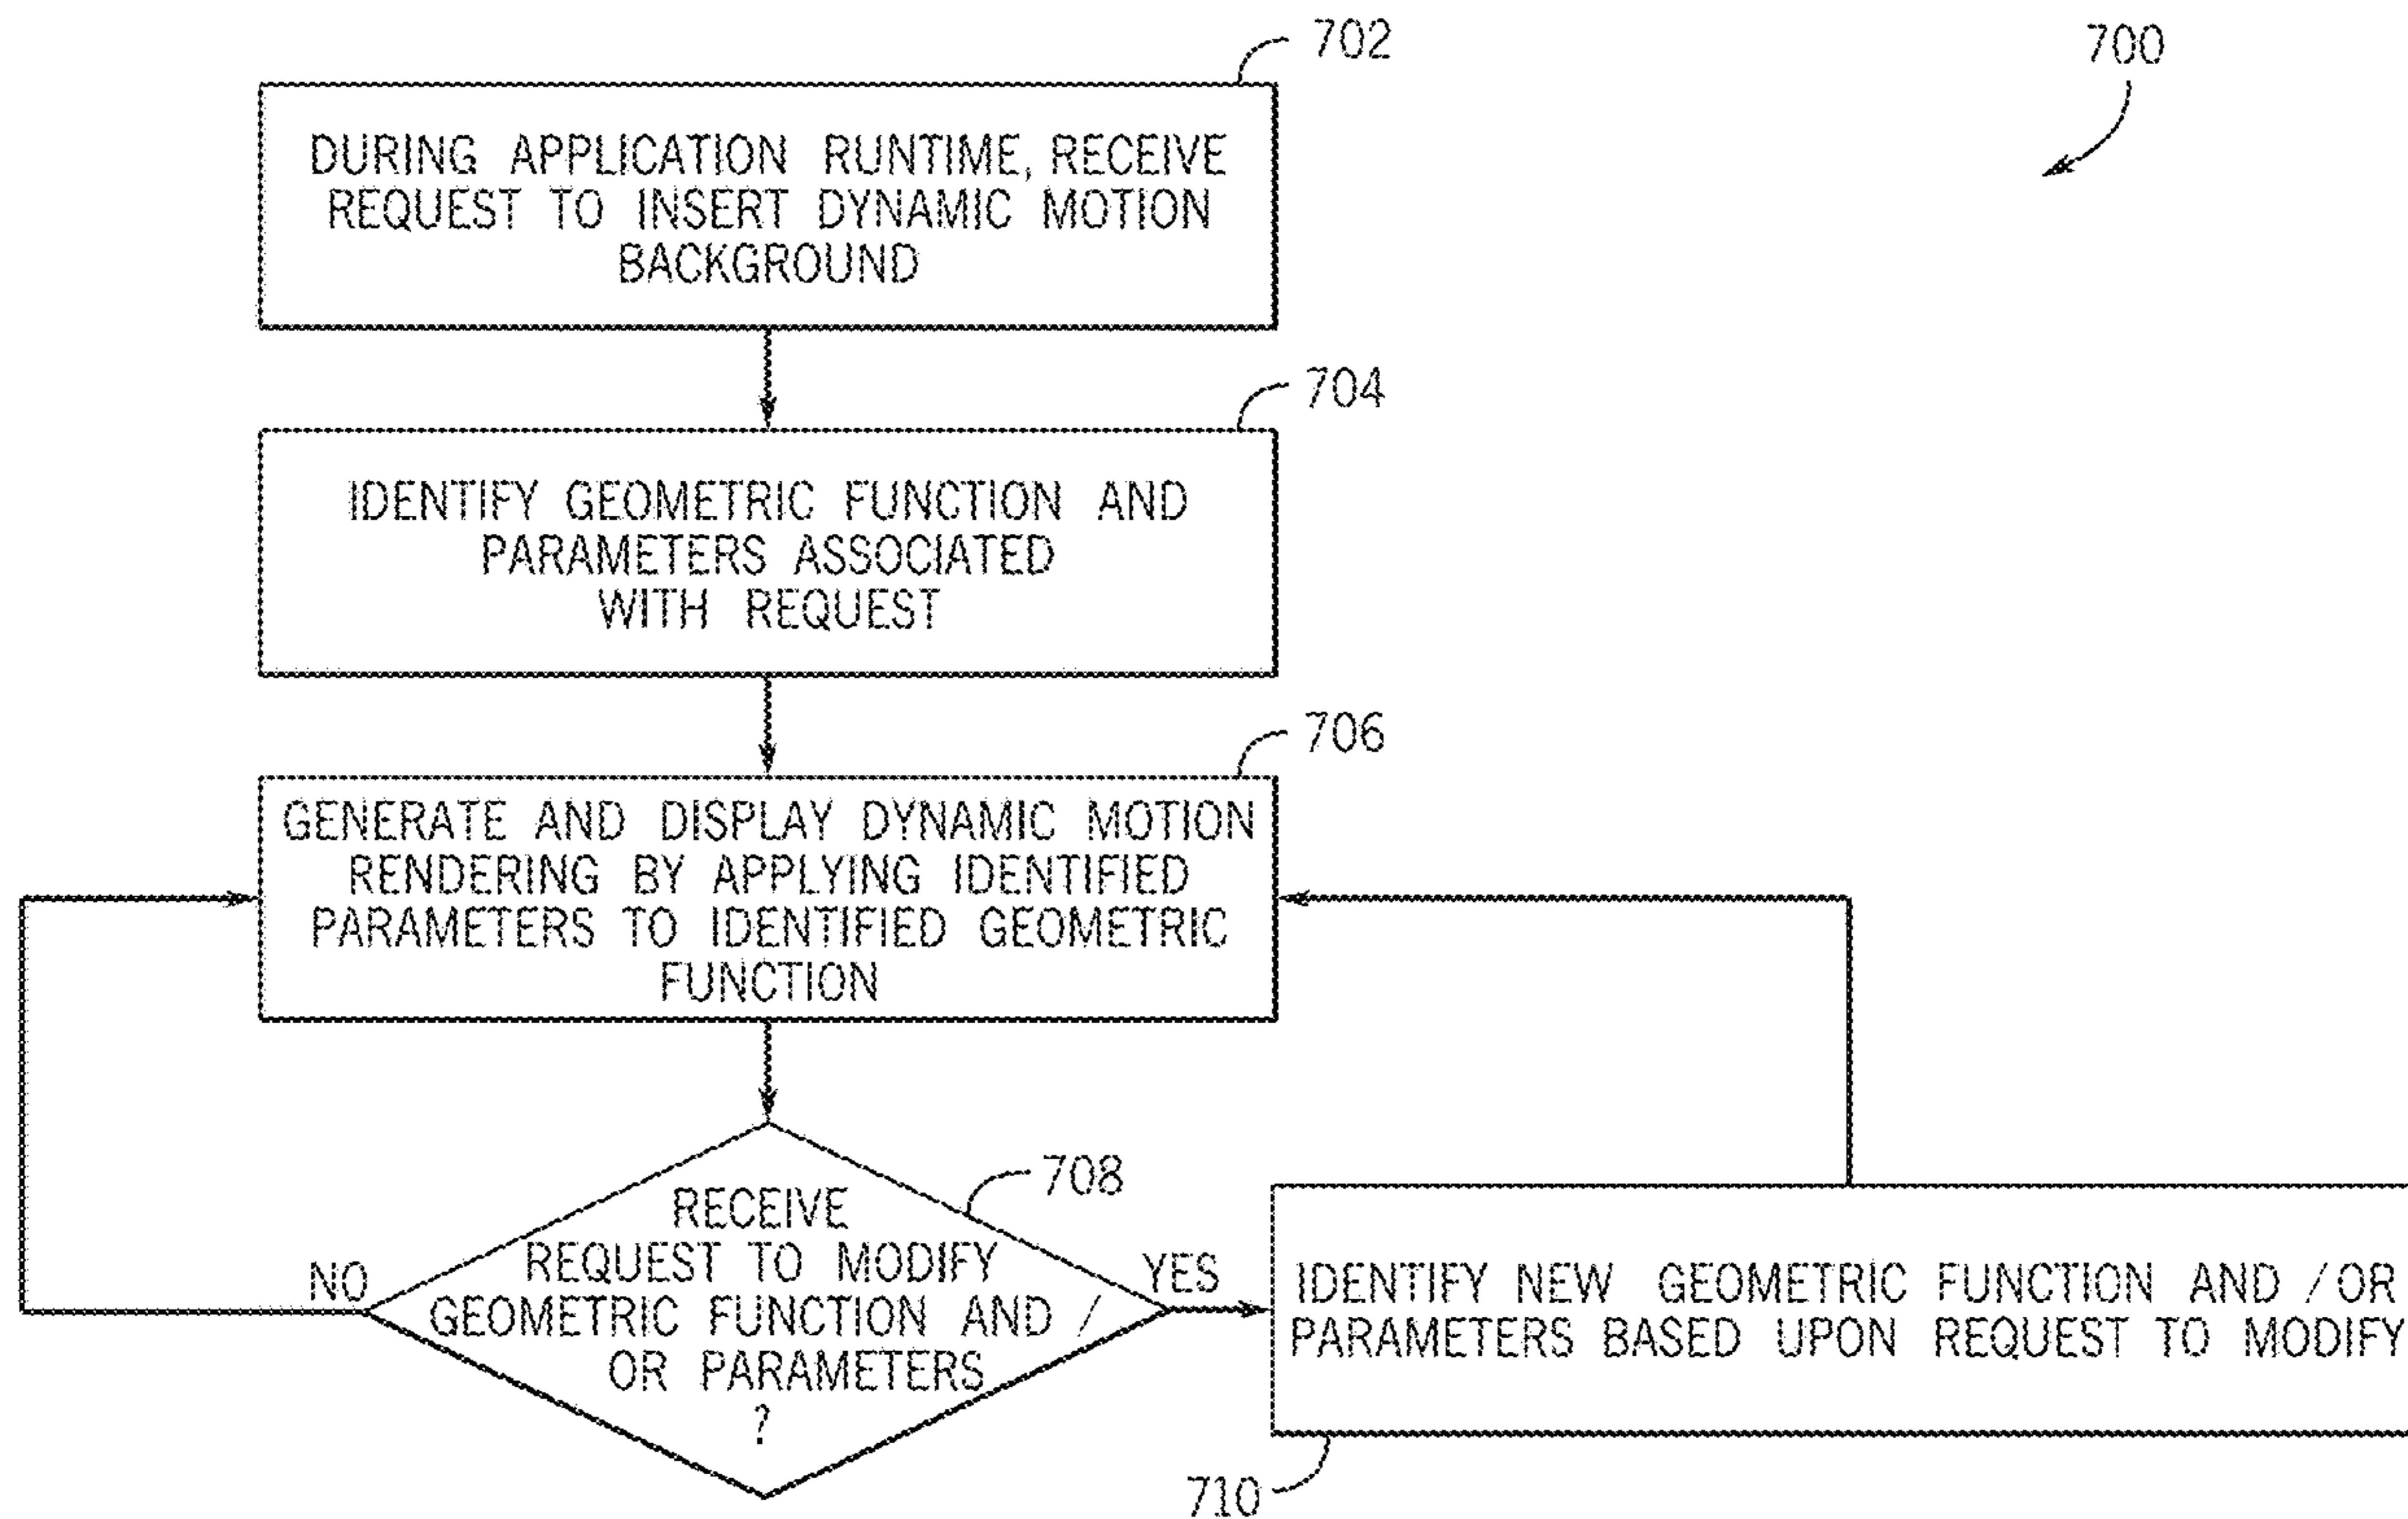 702
700
DURING APPLICATION RUNTIME, RECEIVE
REQUEST TO INSERT DYNAMIC MOTION
BACKGROUND
704
IDENTIFY GEOMETRIC FUNCTION AND
PARAMETERS ASSOCIATED
WITH REQUEST
706
GENERATE AND DISPLAY DYNAMIC MOTION
RENDERING BY APPLYING IDENTIFIED
PARAMETERS TO IDENTIFIED GEOMETRIC
FUNCTION
708
RECEIVE
REQUEST TO MODIFY
GEOMETRIC FUNCTION AND /
OR PARAMETERS
?
NO
YES
IDENTIFY NEW GEOMETRIC FUNCTION AND /OR
PARAMETERS BASED UPON REQUEST TO MODIFY
710